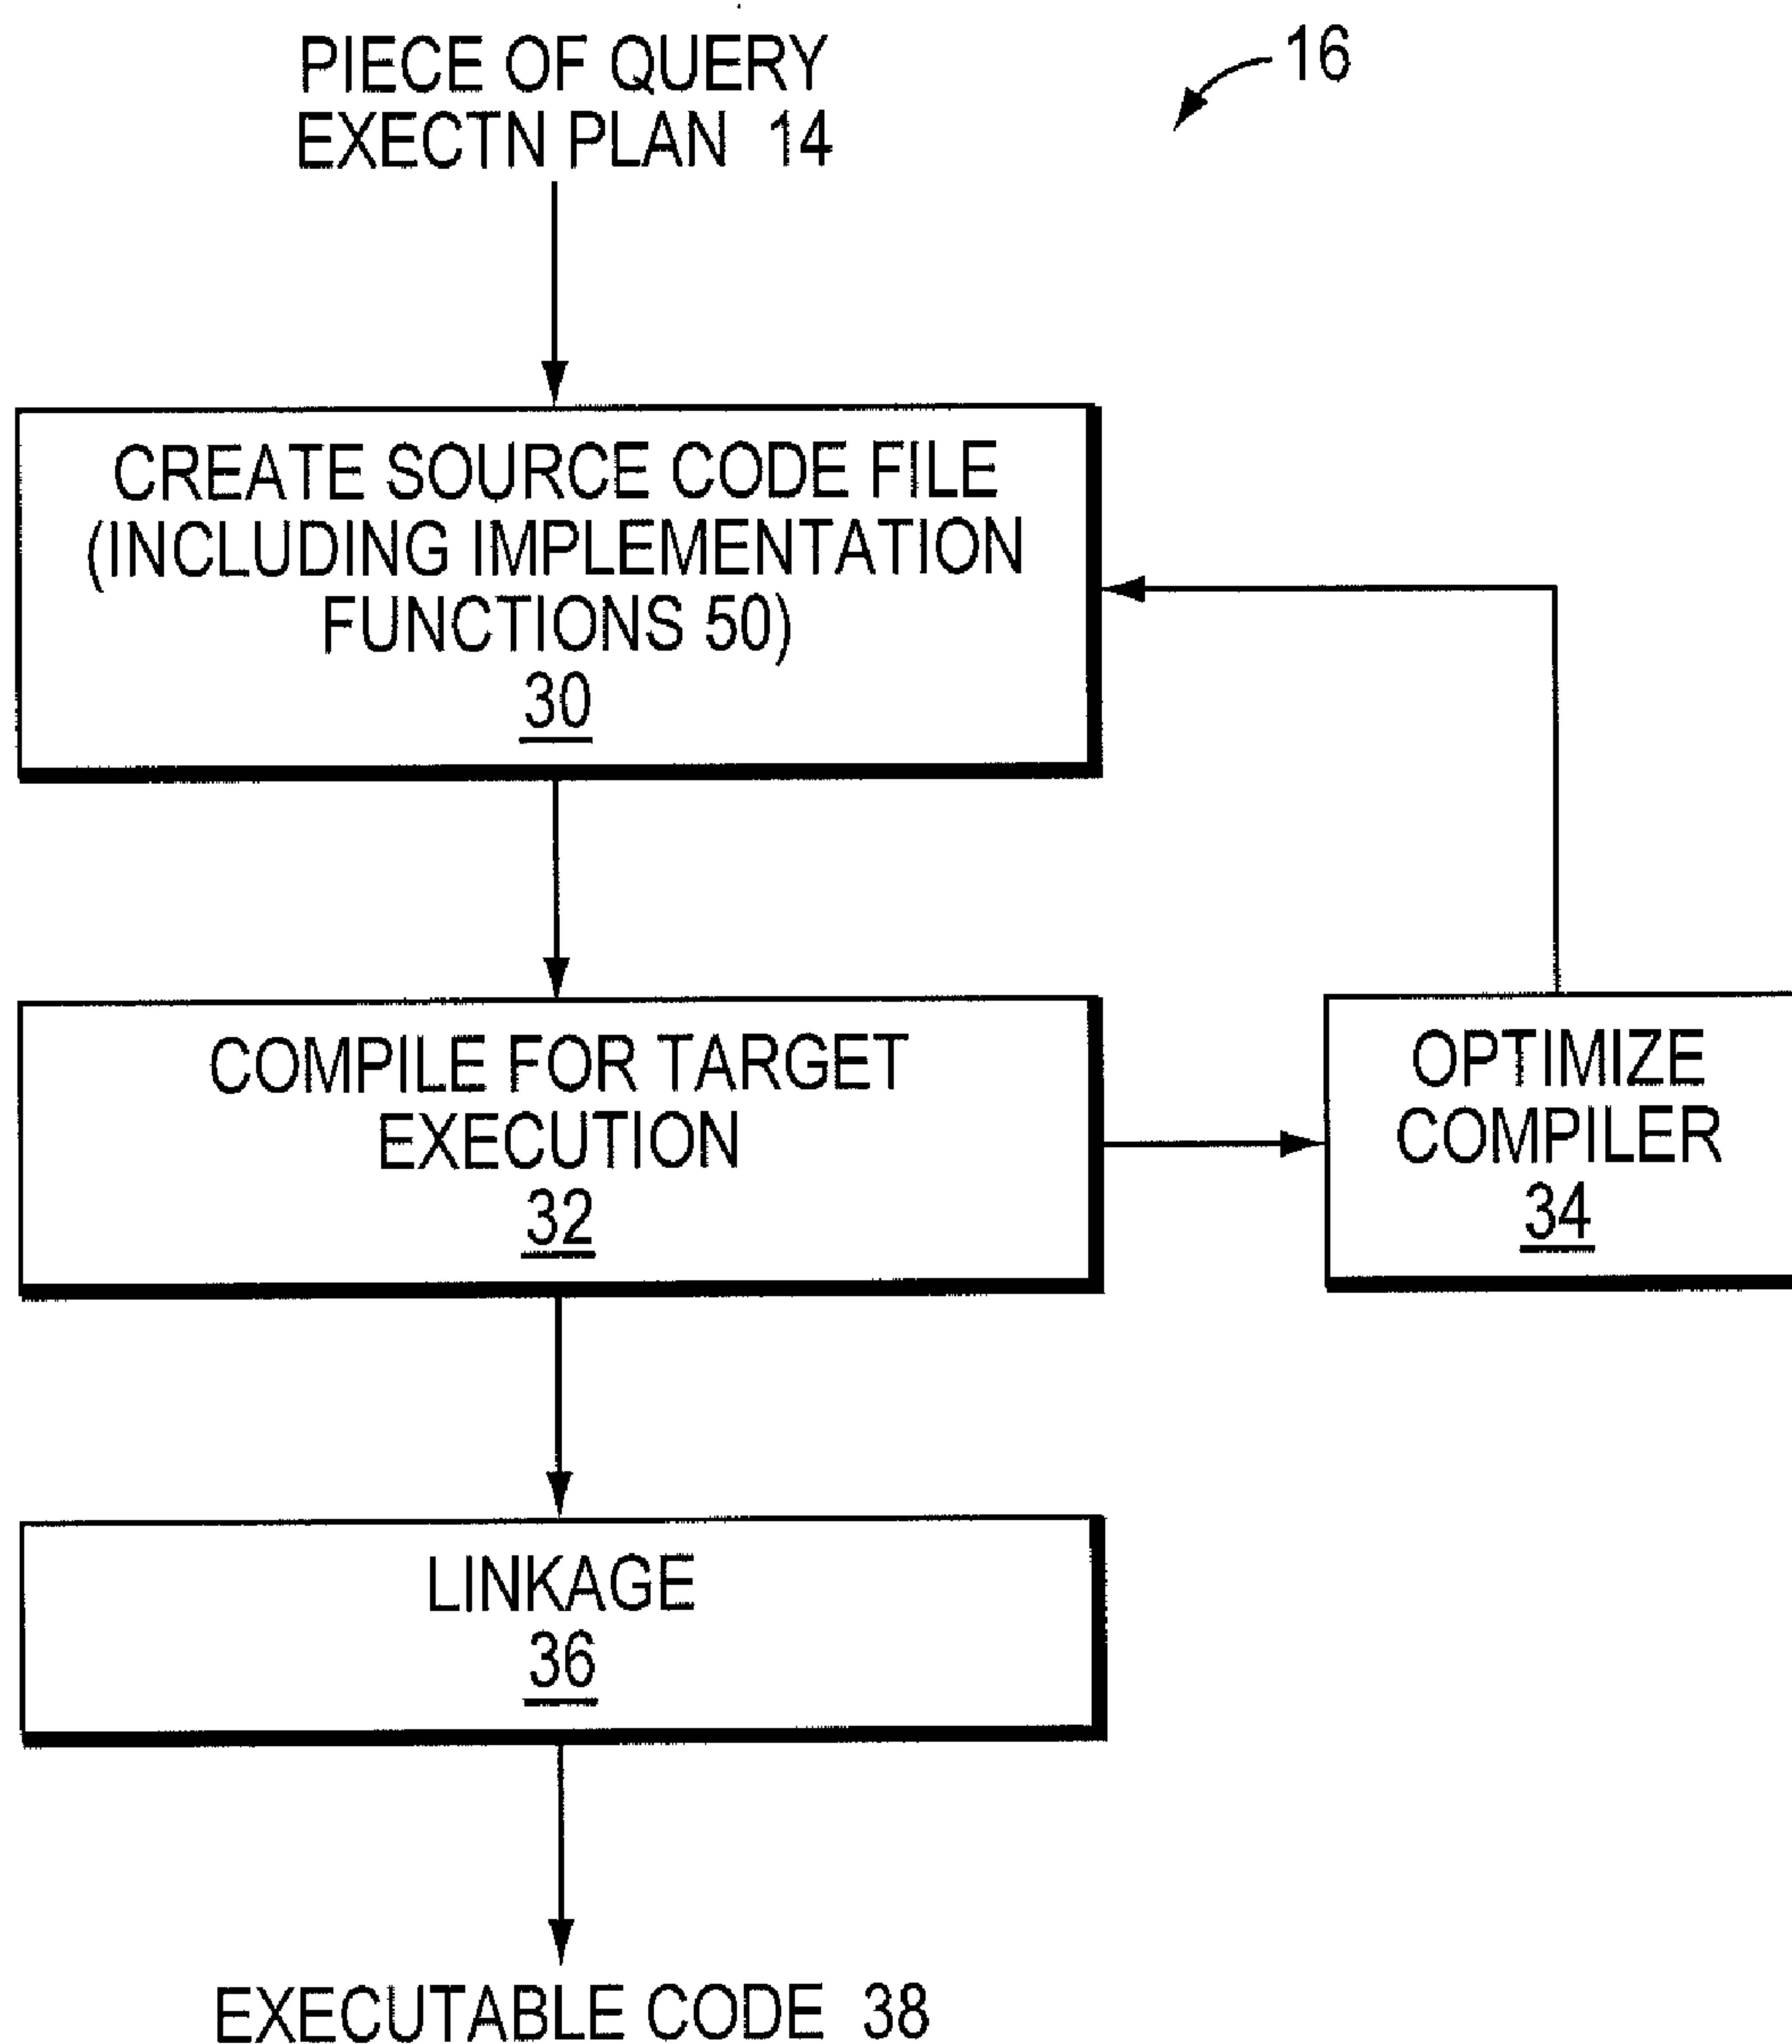 PIECE OF QUERY
EXECTN PLAN 14
16
CREATE SOURCE CODE FILE
(INCLUDING IMPLEMENTATION
FUNCTIONS 50)
30
COMPILE FOR TARGET
EXECUTION
32
OPTIMIZE
COMPILER
34
LINKAGE
36
EXECUTABLE CODE 38